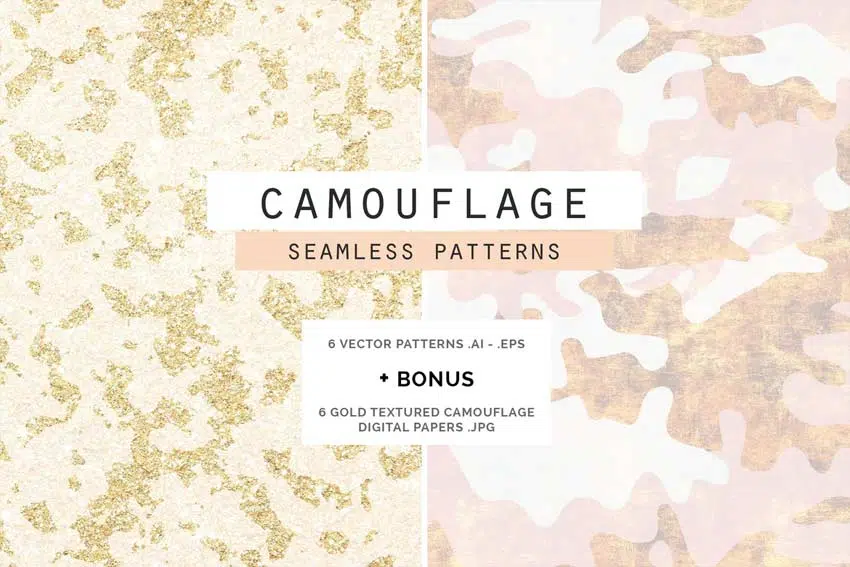 CAMOUFLAGE
SEAMLESS PATTERNS
6 VECTOR PATTERNS .AI - .EPS
+ BONUS
6 GOLD TEXTURED CAMOUFLAGE
DIGITAL PAPERS .JPG